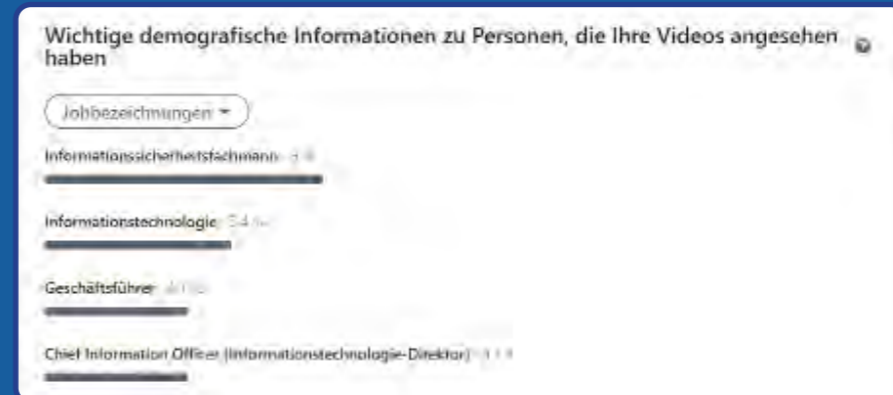 Wichtige demografische Informationen zu Personen, die Ihre Videos angesehen
haben
Jobbezeichnungen
Informationssicherheitsfachmann
Informationstechnologie
Geschäftsführer
Chief Information Officer (Informationstechnologie-Direktor)